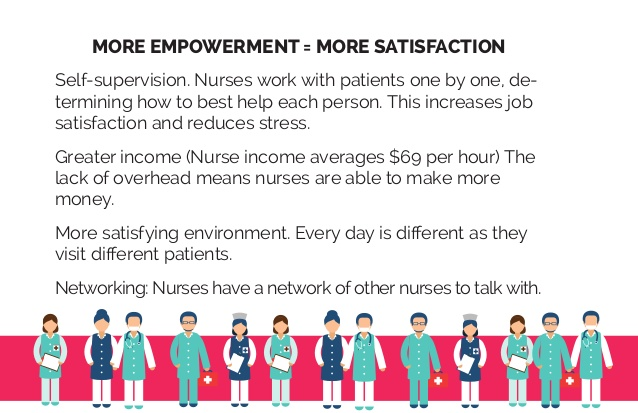 MORE EMPOWERMENT = MORE SATISFACTION
Self-supervision. Nurses work with patients one by one, de-
termining how to best help each person. This increases job
satisfaction and reduces stress.
Greater income (Nurse income averages $69 per hour) The
lack of overhead means nurses are able to make more
money.
More satisfying environment. Every day is different as they
visit different patients.
Networking: Nurses have a network of other nurses to talk with.